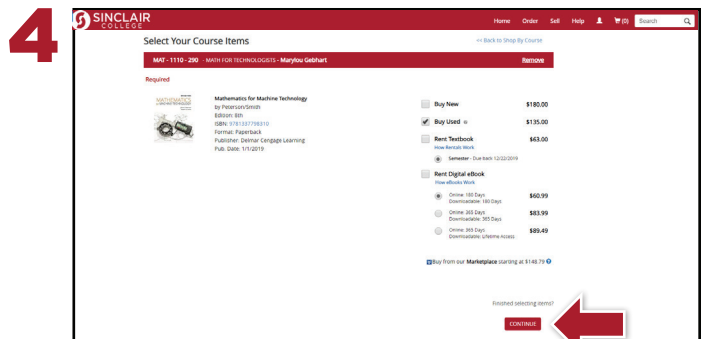 4
SINCLAIR
COLLEGE
Home Order Sell Help (0) Search
Select Your Course Items
<< Back to Shop By Course
MAT - 1110 - 290 - MATH FOR TECHNOLOGISTS - Marylou Gebhart Remove
Required
MATHEMATICS
Mathematics for Machine Technology
by Peterson/Smith
Edition: 8th
ISBN: 9781337798310
Format: Paperback
Publisher: Delmar Cengage Learning
Pub. Date: 1/1/2019
Buy New $180.00
Buy Used $135.00
Rent Textbook $63.00
How Rentals Work
Semester - Due back 12/22/2019
Rent Digital eBook
How eBooks Work
Online: 180 Days $60.99
Downloadable: 180 Days
Online: 365 Days $83.99
Downloadable: 365 Days
Online: 365 Days $89.49
Downloadable: Lifetime Access
Buy from our Marketplace starting at $148.79
Finished selecting items?
CONTINUE